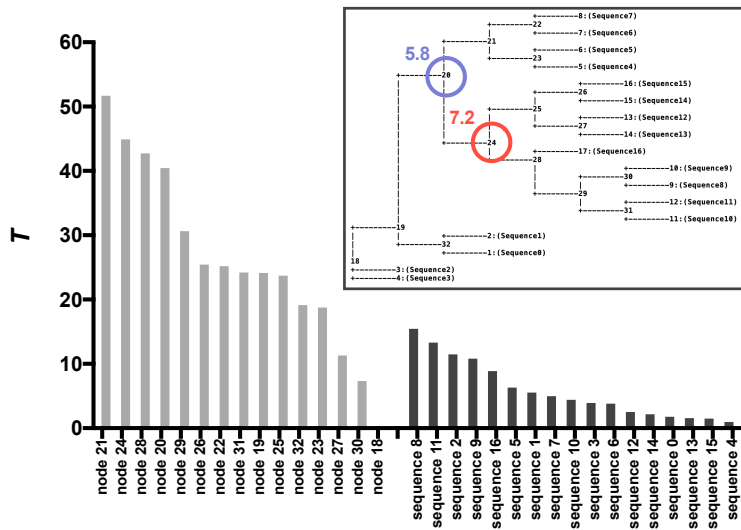 T
60
50
40
30
20
10
0
node 21
node 24
node 28
node 20
node 29
node 26
node 22
node 31
node 19
node 25
node 32
node 23
node 27
node 30
node 18
sequence 8
sequence 11
sequence 2
sequence 9
sequence 16
sequence 5
sequence 1
sequence 7
sequence 10
sequence 3
sequence 6
sequence 12
sequence 14
sequence 0
sequence 13
sequence 15
sequence 4
5.8
7.2
8:(Sequence7)
22
7:(Sequence6)
21
6:(Sequence5)
23
5:(Sequence4)
20
16:(Sequence15)
26
15:(Sequence14)
25
13:(Sequence12)
27
14:(Sequence13)
24
17:(Sequence16)
28
10:(Sequence9)
30
9:(Sequence8)
29
12:(Sequence11)
31
11:(Sequence10)
19
2:(Sequence1)
32
1:(Sequence0)
18
3:(Sequence2)
4:(Sequence3)